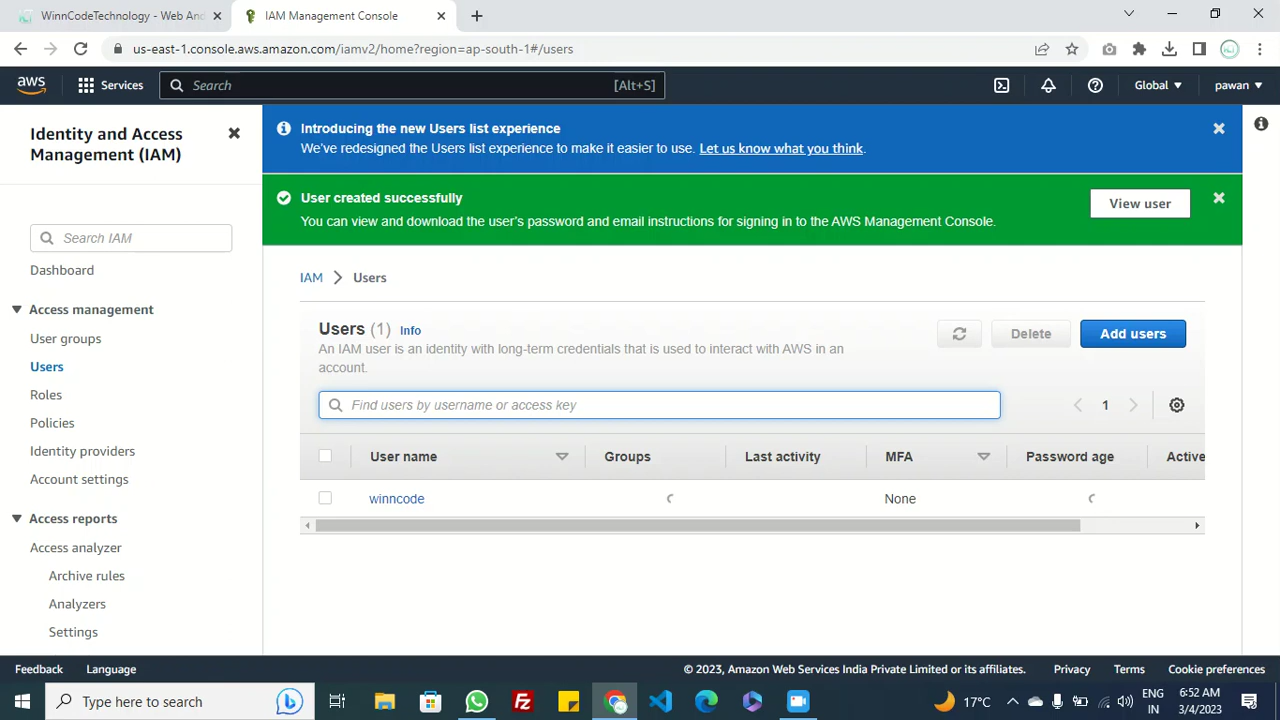 WinnCodeTechnology - Web And
IAM Management Console
us-east-1.console.aws.amazon.com/iamv2/home?region=ap-south-1#/users
aws
Services
Search
[Alt+S]
Global
pawan
Identity and Access
Management (IAM)
Search IAM
Dashboard
Access management
User groups
Users
Roles
Policies
Identity providers
Account settings
Access reports
Access analyzer
Archive rules
Analyzers
Settings
Introducing the new Users list experience
We've redesigned the Users list experience to make it easier to use. Let us know what you think.
User created successfully
You can view and download the user's password and email instructions for signing in to the AWS Management Console.
View user
IAM
Users
Users (1) Info
An IAM user is an identity with long-term credentials that is used to interact with AWS in an
account.
Delete
Add users
Find users by username or access key
1
User name
Groups
Last activity
MFA
Password age
Active
winncode
None
Feedback
Language
© 2023, Amazon Web Services India Private Limited or its affiliates.
Privacy
Terms
Cookie preferences
Type here to search
17°C
ENG
IN
6:52 AM
3/4/2023